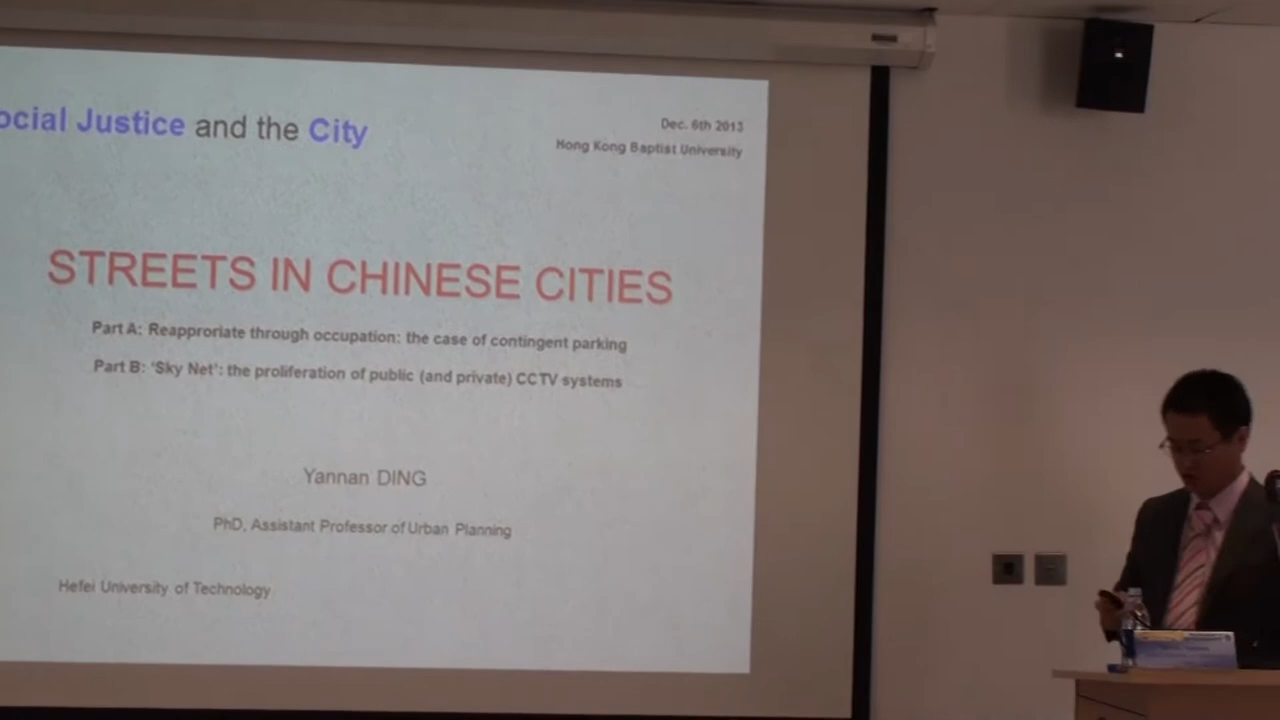 ocial Justice and the City
Dec. 6th 2013
Hong Kong Baptist University
STREETS IN CHINESE CITIES
Part A: Reapproriate through occupation: the case of contingent parking
Part B: ‘Sky Net’: the proliferation of public (and private) CCTV systems
Yannan DING
PhD, Assistant Professor of Urban Planning
Hefei University of Technology